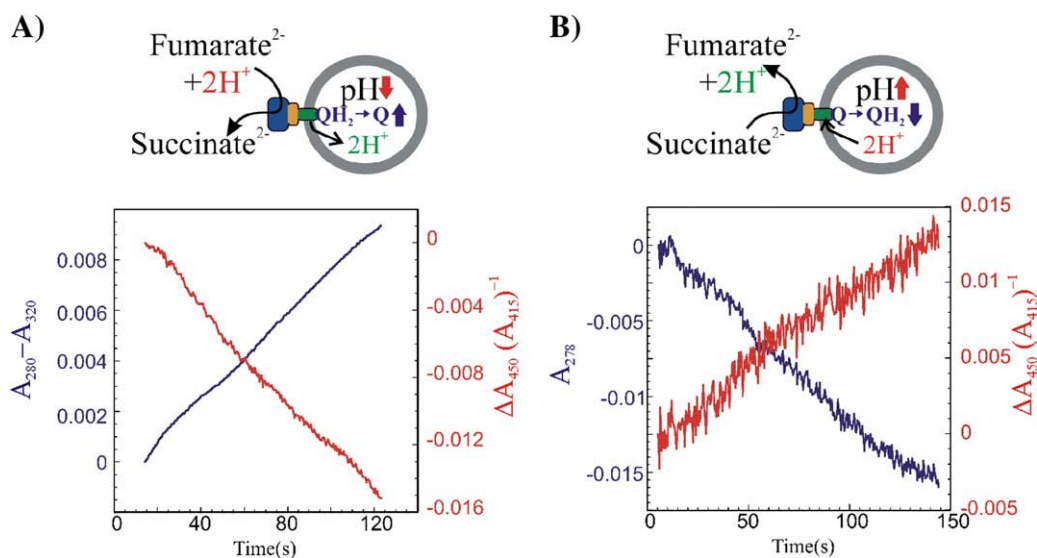 A)
Fumarate²⁻
+2H⁺
pH
QH₂→Q
2H⁺
Succinate²⁻
A₂₈₀−A₃₂₀
0.008
0.006
0.004
0.002
0
0
-0.004
-0.008
-0.012
-0.016
ΔA₄₅₀ (A₄₁₅)⁻¹
0 40 80 120
Time(s)
B)
Fumarate²⁻
+2H⁺
pH
Q→QH₂
2H⁺
Succinate²⁻
A₂₇₈
0
-0.005
-0.01
-0.015
0.015
0.01
0.005
0
-0.005
ΔA₄₅₀ (A₄₁₅)⁻¹
0 50 100 150
Time(s)